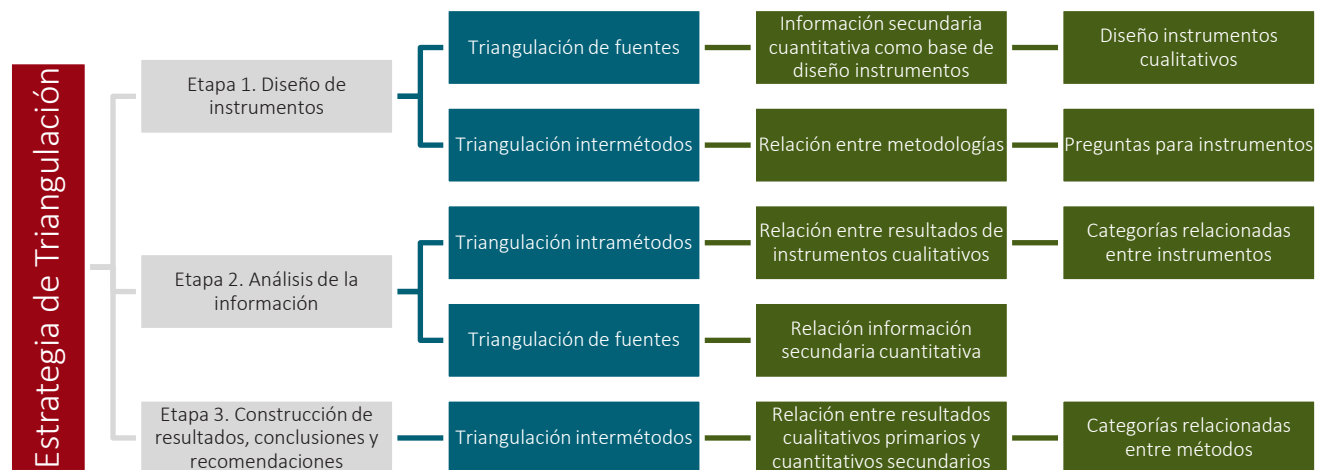 Estrategia de Triangulación
Etapa 1. Diseño de
instrumentos
Triangulación de fuentes
Información secundaria
cuantitativa como base de
diseño instrumentos
Diseño instrumentos
cualitativos
Triangulación intermétodos
Relación entre metodologías
Preguntas para instrumentos
Etapa 2. Análisis de la
información
Triangulación intramétodos
Relación entre resultados de
instrumentos cualitativos
Categorías relacionadas
entre instrumentos
Triangulación de fuentes
Relación información
secundaria cuantitativa
Etapa 3. Construcción de
resultados, conclusiones y
recomendaciones
Triangulación intermétodos
Relación entre resultados
cualitativos primarios y
cuantitativos secundarios
Categorías relacionadas
entre métodos